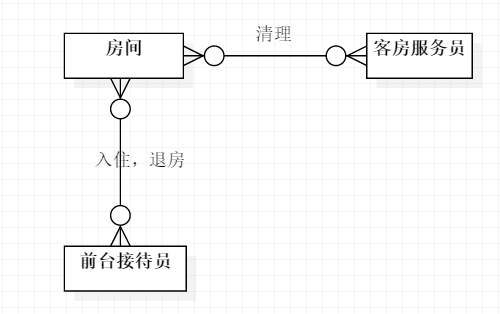 清理
房间
客房服务员
入住，退房
前台接待员